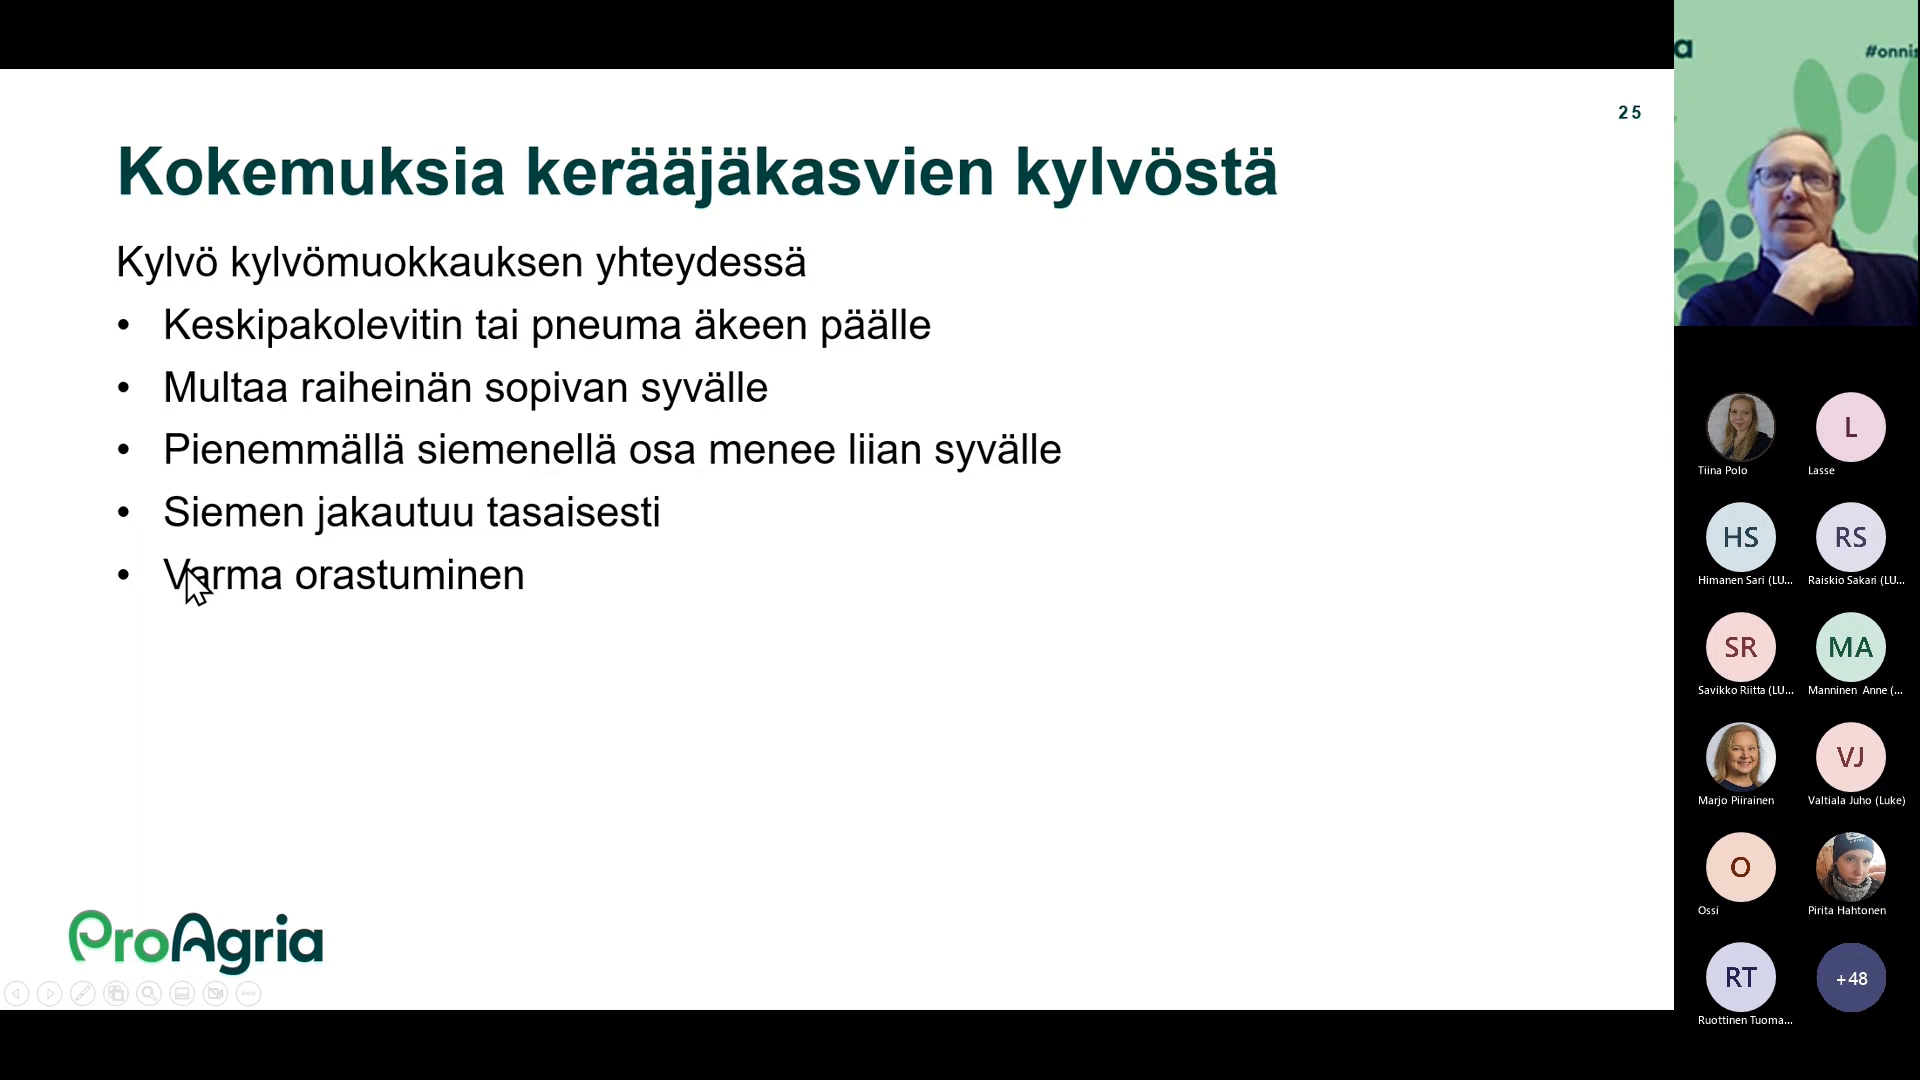 a
#onnis
25
Kokemuksia kerääjäkasvien kylvöstä
Kylvö kylvömuokkauksen yhteydessä
• Keskipakolevitin tai pneuma äkeen päälle
• Multaa raiheinän sopivan syvälle
• Pienemmällä siemenellä osa menee liian syvälle
• Siemen jakautuu tasaisesti
• Varma orastuminen
ProAgria
Tiina Polo
L
Lasse
HS
Himanen Sari (LU...
RS
Raiskio Sakari (LU...
SR
Savikko Riitta (LU...
MA
Manninen Anne (...
Marjo Piirainen
VJ
Valtiala Juho (Luke)
O
Ossi
Pirita Hahtonen
RT
Ruottinen Tuoma...
+48